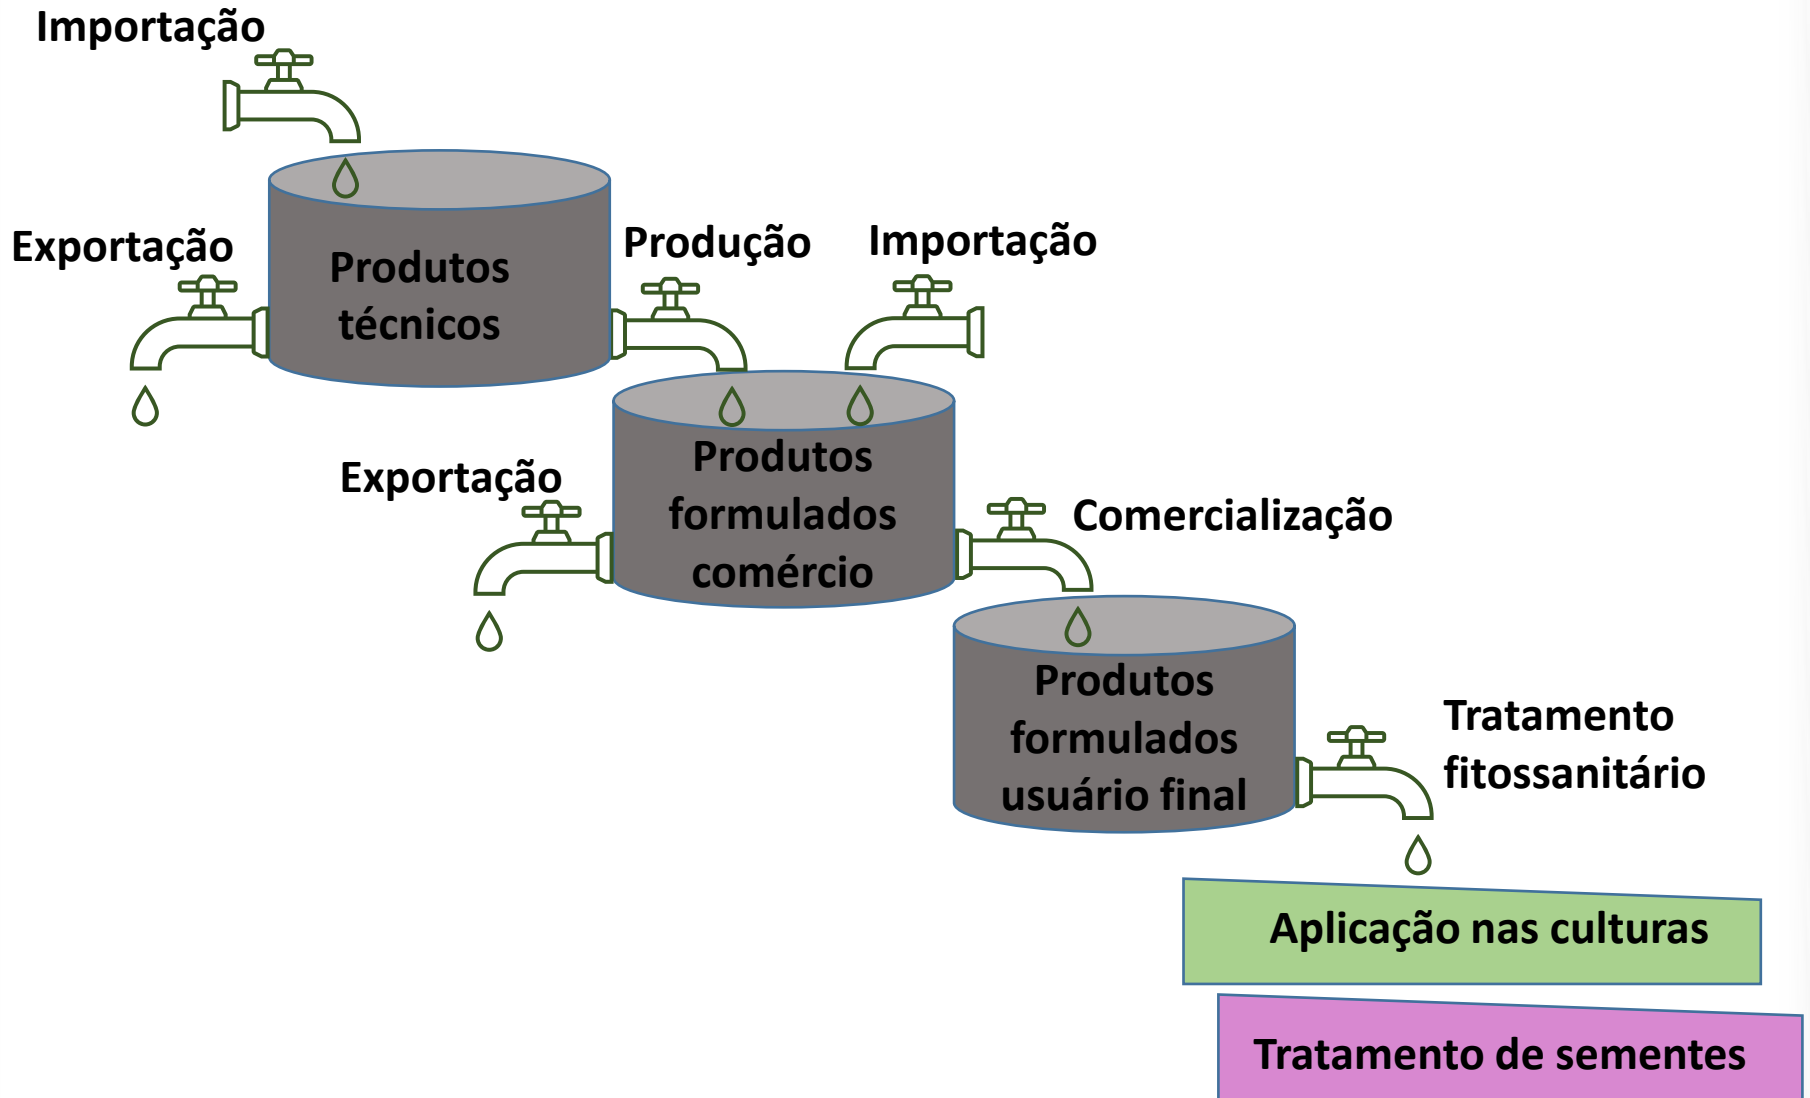 Importação
Exportação
Produtos
técnicos
Produção
Importação
Exportação
Produtos
formulados
comércio
Comercialização
Produtos
formulados
usuário final
Tratamento
fitossanitário
Aplicação nas culturas
Tratamento de sementes